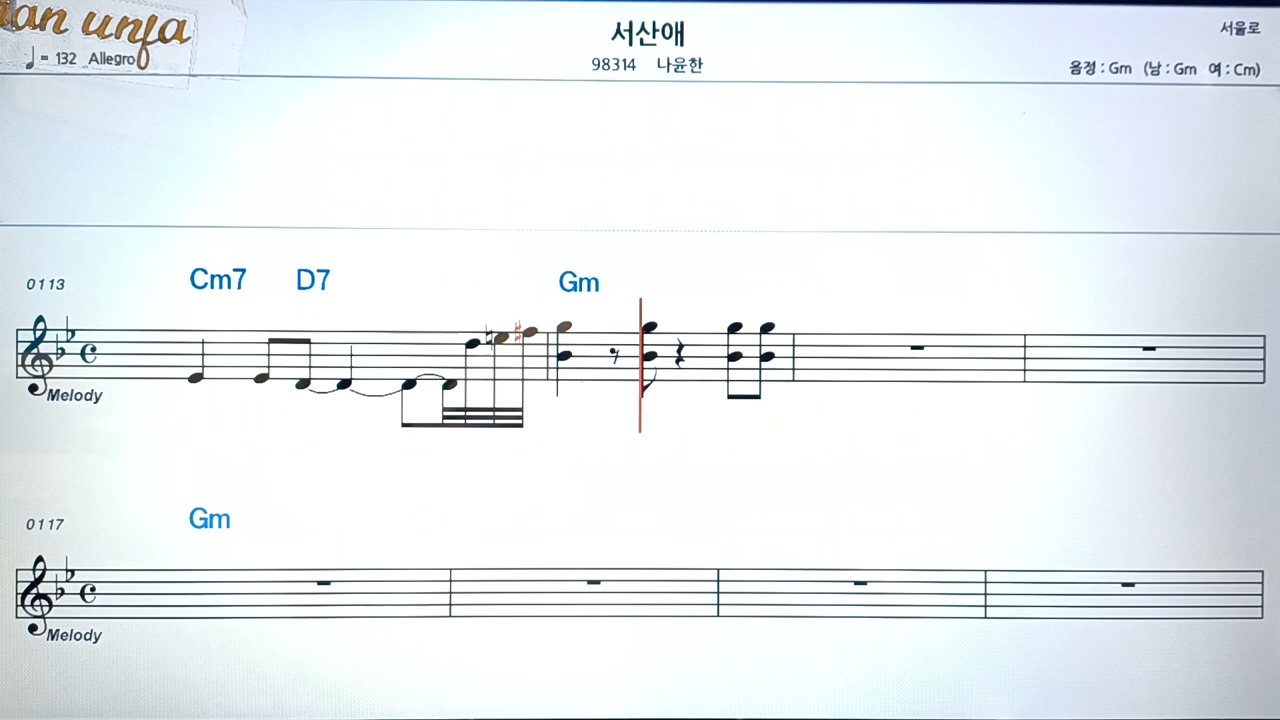 서산애
서울로
♩ = 132 Allegro
98314 나윤한
음정 : Gm (남 : Gm 여 : Cm)
0113 Cm7 D7 Gm
Melody
0117 Gm
Melody